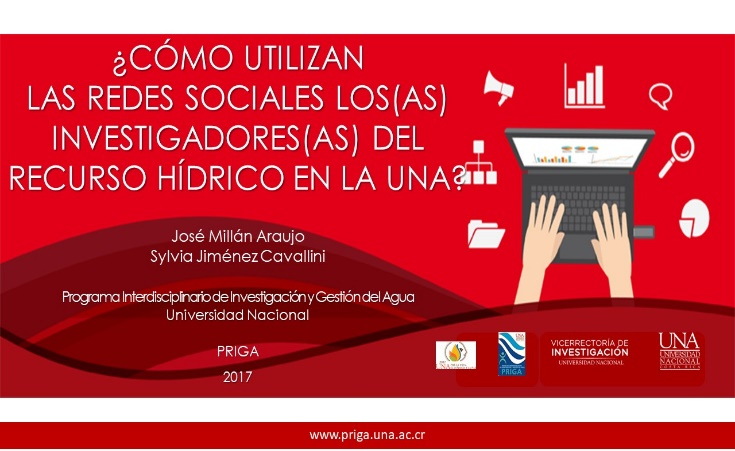 ¿CÓMO UTILIZAN
LAS REDES SOCIALES LOS(AS)
INVESTIGADORES(AS) DEL
RECURSO HÍDRICO EN LA UNA?
José Millán Araujo
Sylvia Jiménez Cavallini
Programa Interdisciplinario de Investigación y Gestión del Agua
Universidad Nacional
PRIGA
2017
PRIGA
VICERRECTORÍA DE
INVESTIGACIÓN
UNIVERSIDAD NACIONAL
UNA
UNIVERSIDAD
NACIONAL
COSTA RICA
www.priga.una.ac.cr